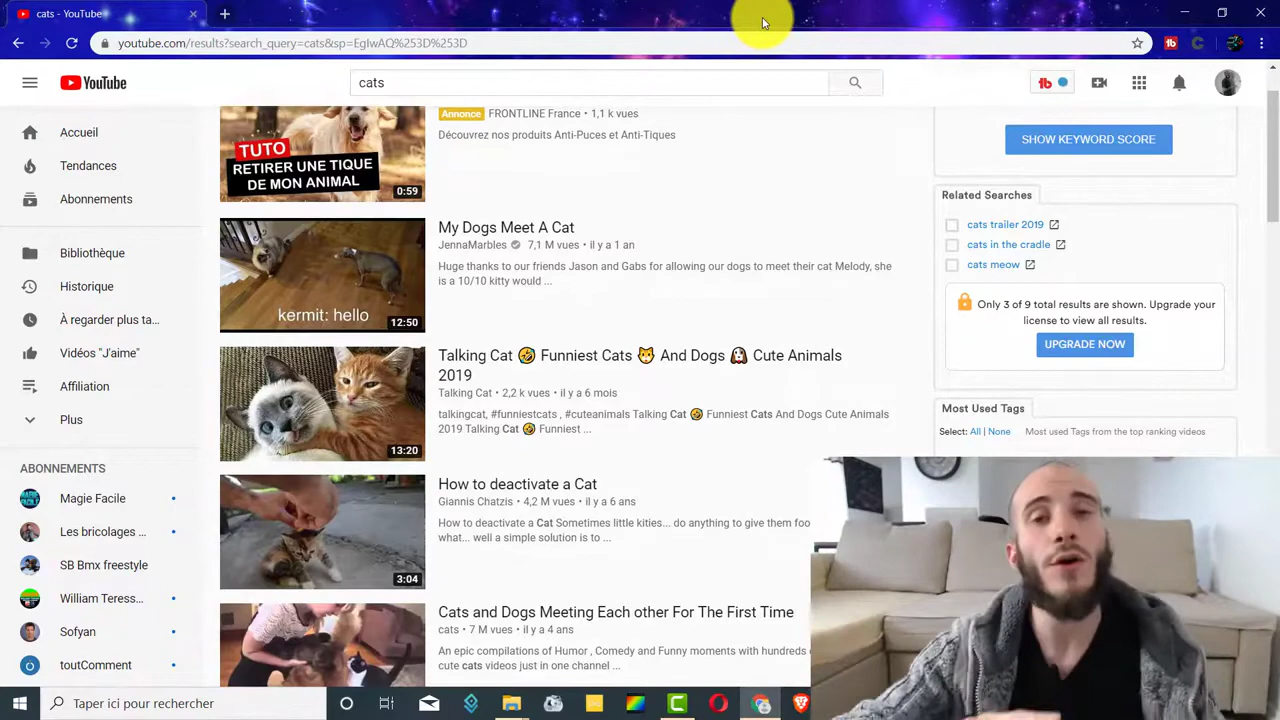 cats - YouTube
youtube.com/results?search_query=cats&sp=EgIwAQ%253D%253D
YouTube
cats
Accueil
Tendances
Abonnements
Bibliothèque
Historique
À regarder plus ta...
Vidéos "J'aime"
Affiliation
Plus
ABONNEMENTS
Magie Facile
Les bricolages ...
SB Bmx freestyle
William Teress...
Sofyan
toutComment
TUTO
RETIRER UNE TIQUE
DE MON ANIMAL
0:59
Annonce FRONTLINE France • 1,1 k vues
Découvrez nos produits Anti-Puces et Anti-Tiques
kermit: hello
12:50
My Dogs Meet A Cat
JennaMarbles 7,1 M vues • il y a 1 an
Huge thanks to our friends Jason and Gabs for allowing our dogs to meet their cat Melody, she
is a 10/10 kitty would ...
13:20
Talking Cat 🤣 Funniest Cats 🐱 And Dogs 🐶 Cute Animals
2019
Talking Cat • 2,2 k vues • il y a 6 mois
talkingcat, #funniestcats , #cuteanimals Talking Cat 🤣 Funniest Cats And Dogs Cute Animals
2019 Talking Cat 🤣 Funniest ...
3:04
How to deactivate a Cat
Giannis Chatzis • 4,2 M vues • il y a 6 ans
How to deactivate a Cat Sometimes little kities... do anything to give them foo
what... well a simple solution is to ...
Cats and Dogs Meeting Each other For The First Time
cats • 7 M vues • il y a 4 ans
An epic compilations of Humor , Comedy and Funny moments with hundreds
cute cats videos just in one channel ...
SHOW KEYWORD SCORE
Related Searches
cats trailer 2019
cats in the cradle
cats meow
Only 3 of 9 total results are shown. Upgrade your
license to view all results.
UPGRADE NOW
Most Used Tags
Select: All | None Most used Tags from the top ranking videos
Taper ici pour rechercher